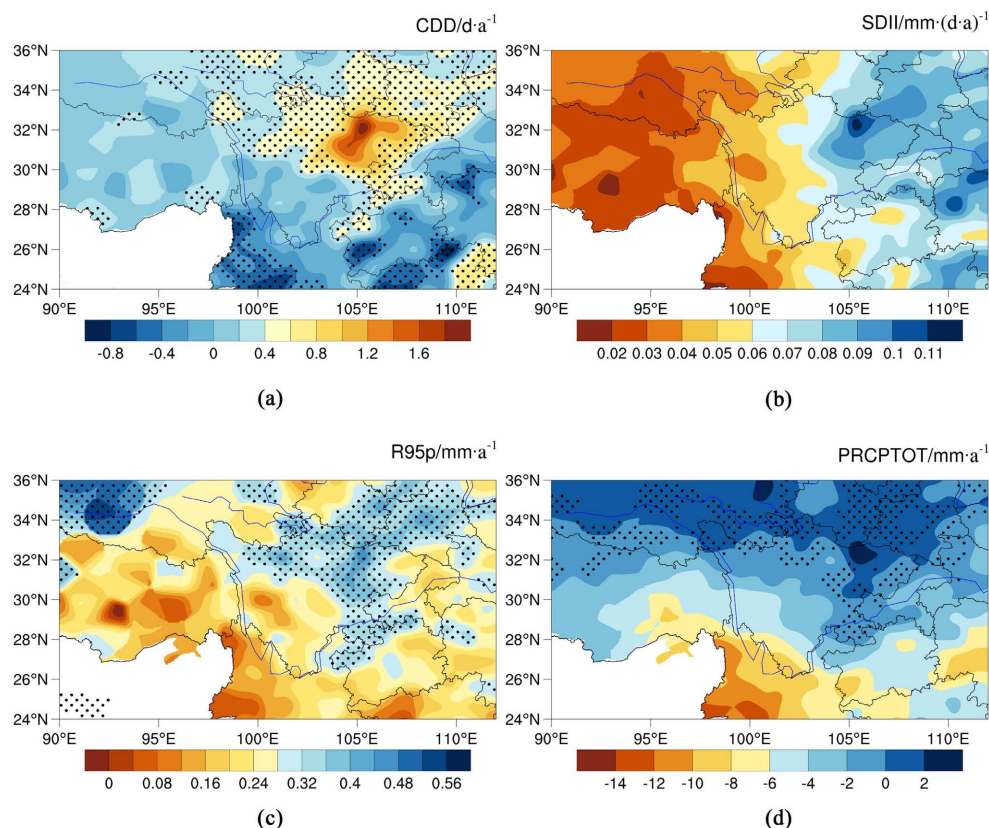 CDD/d·a⁻¹
36°N
34°N
32°N
30°N
28°N
26°N
24°N
90°E 95°E 100°E 105°E 110°E
-0.8 -0.4 0 0.4 0.8 1.2 1.6
(a)
SDII/mm·(d·a)⁻¹
36°N
34°N
32°N
30°N
28°N
26°N
24°N
90°E 95°E 100°E 105°E 110°E
0.02 0.03 0.04 0.05 0.06 0.07 0.08 0.09 0.1 0.11
(b)
R95p/mm·a⁻¹
36°N
34°N
32°N
30°N
28°N
26°N
24°N
90°E 95°E 100°E 105°E 110°E
0 0.08 0.16 0.24 0.32 0.4 0.48 0.56
(c)
PRCPTOT/mm·a⁻¹
36°N
34°N
32°N
30°N
28°N
26°N
24°N
90°E 95°E 100°E 105°E 110°E
-14 -12 -10 -8 -6 -4 -2 0 2
(d)